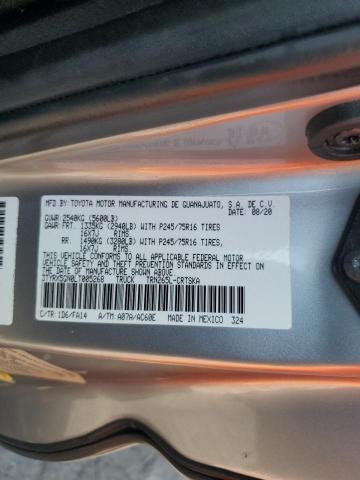 MFD.BY: TOYOTA MOTOR MANUFACTURING DE GUANAJUATO, S.A. DE C.V.
GVWR: 2540KG (5600LB) DATE: 08/20
GAWR: FRT. 1335KG (2940LB) WITH P245/75R16 TIRES
16X7J RIMS
RR. 1490KG (3280LB) WITH P245/75R16 TIRES
16X7J RIMS
THIS VEHICLE CONFORMS TO ALL APPLICABLE FEDERAL MOTOR VEHICLE
SAFETY STANDARDS IN EFFECT ON THE DATE OF MANUFACTURE SHOWN
ABOVE.
3TYRX5GN0LT005268 TRUCK TRN265L-CRTSKA
C/TR: 1D6/FA14 A/TM: A07A/AC60E MADE IN MEXICO 324